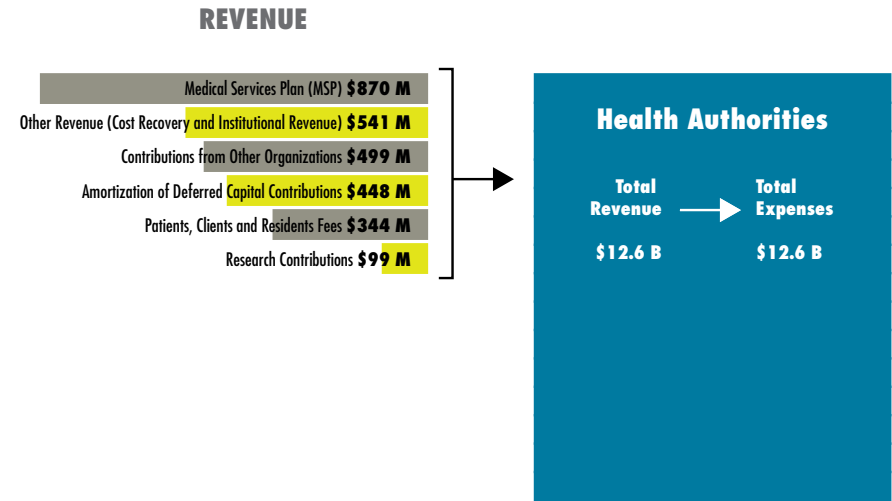 REVENUE
Medical Services Plan (MSP) $870 M
Other Revenue (Cost Recovery and Institutional Revenue) $541 M
Contributions from Other Organizations $499 M
Amortization of Deferred Capital Contributions $448 M
Patients, Clients and Residents Fees $344 M
Research Contributions $99 M
Health Authorities
Total
Revenue
$12.6 B
Total
Expenses
$12.6 B